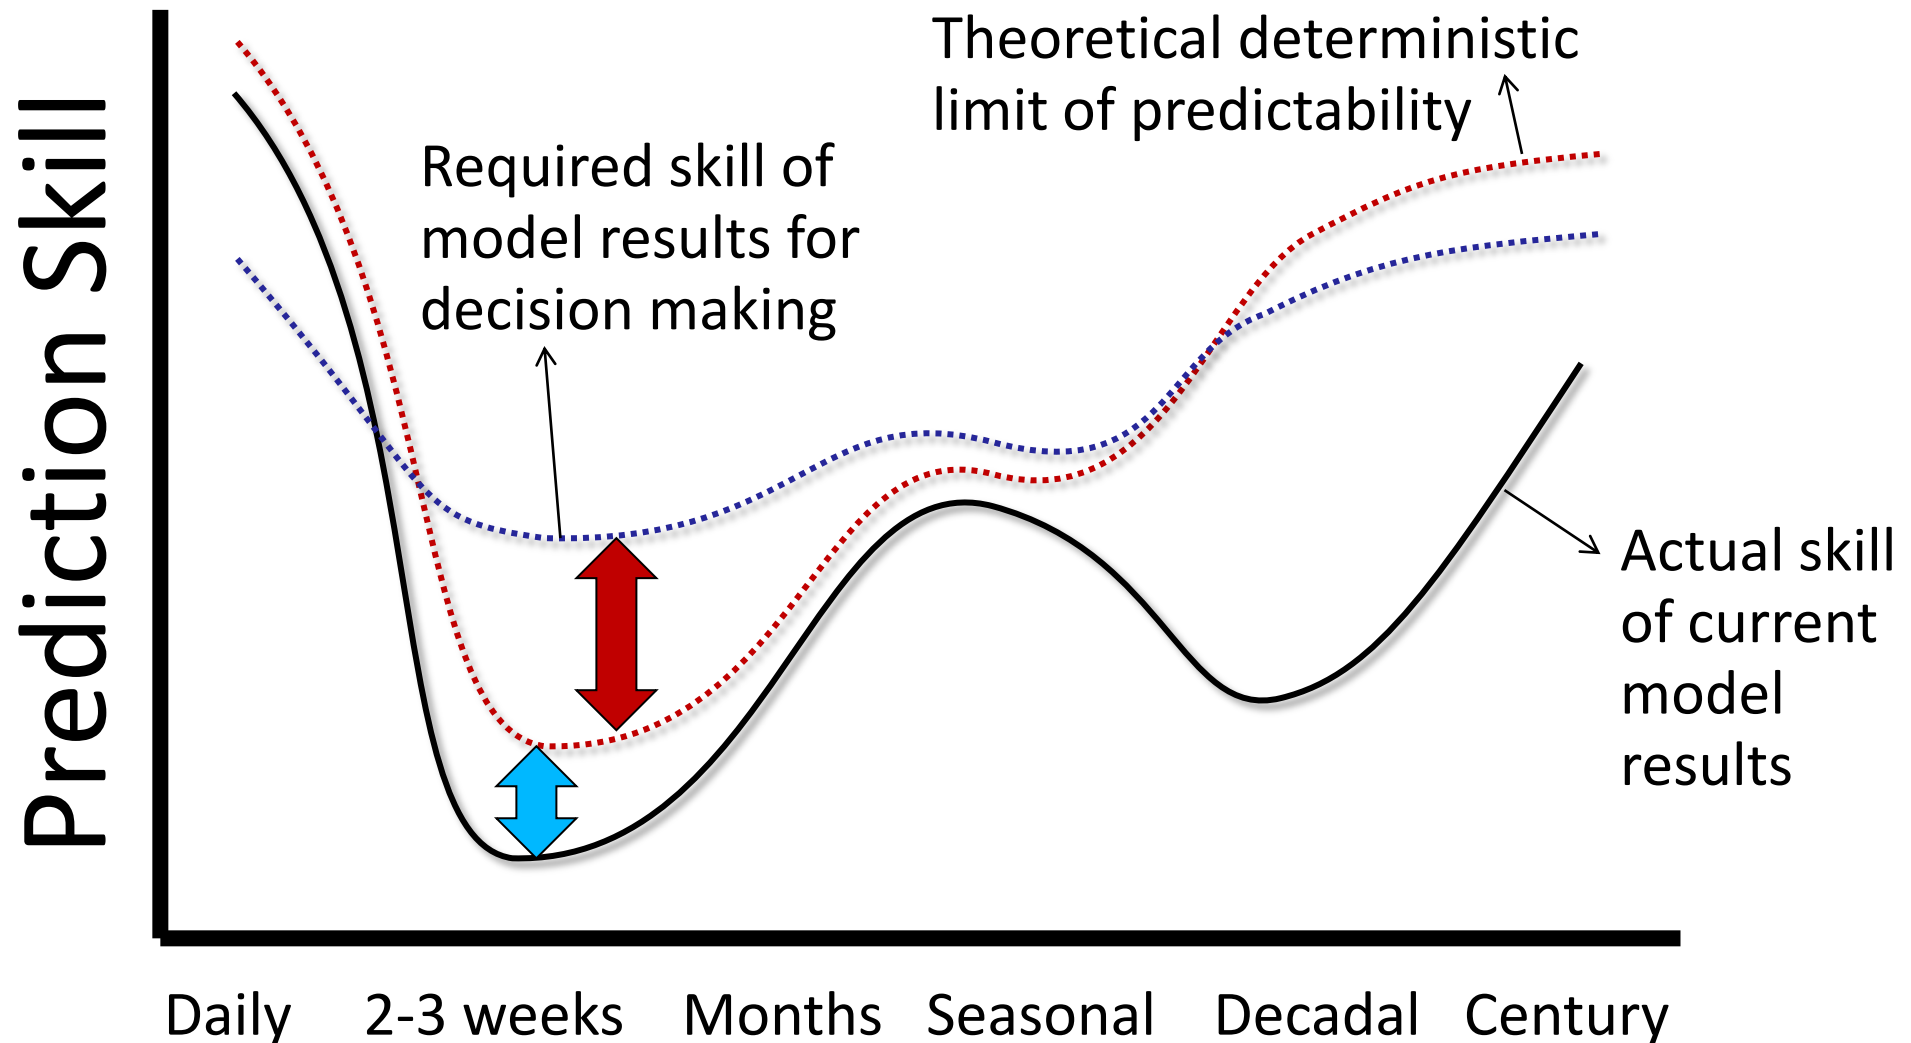 Prediction Skill
Theoretical deterministic
limit of predictability
Required skill of
model results for
decision making
Actual skill
of current
model
results
Daily 2-3 weeks Months Seasonal Decadal Century